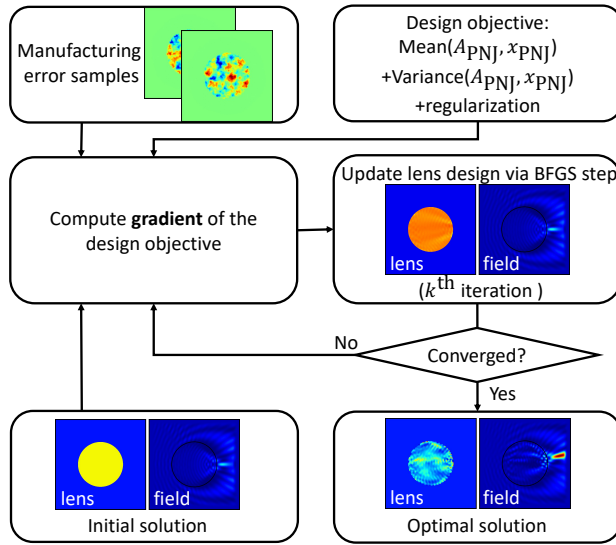 Manufacturing
error samples
Design objective:
Mean(A_PNJ, x_PNJ)
+Variance(A_PNJ, x_PNJ)
+regularization
Compute gradient of the
design objective
Update lens design via BFGS step
lens
field
(k^th iteration )
No
Converged?
Yes
lens
field
Initial solution
lens
field
Optimal solution